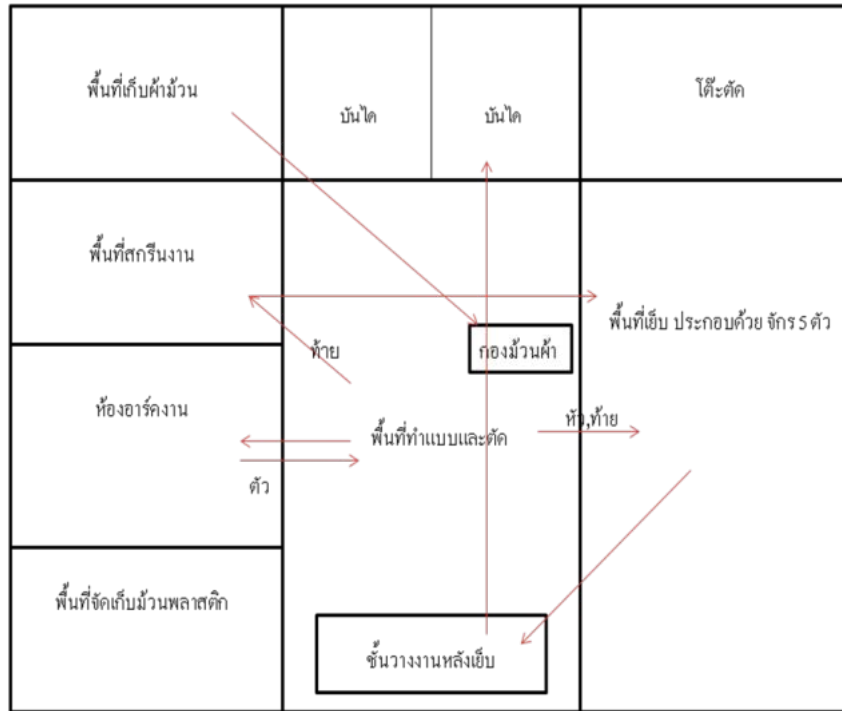 พื้นที่เก็บผ้าม้วน
บันได
บันได
โต๊ะตัด
พื้นที่สกรีนงาน
พื้นที่เย็บ ประกอบด้วย จักร 5 ตัว
ท้าย
กองม้วนผ้า
ห้องอาร์คงาน
พื้นที่ทำแบบและตัด
หัว,ท้าย
ตัว
พื้นที่จัดเก็บม้วนพลาสติก
ชั้นวางงานหลังเย็บ